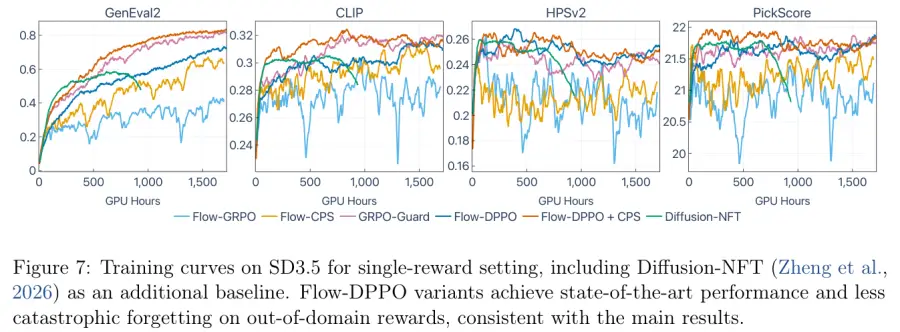 GenEval2 CLIP HPSv2 PickScore
0.8
0.6
0.4
0.2
0
0 500 1,000 1,500
GPU Hours
0.32
0.3
0.28
0.26
0.24
0 500 1,000 1,500
GPU Hours
0.26
0.24
0.22
0.2
0.18
0.16
0 500 1,000 1,500
GPU Hours
22
21.5
21
20.5
20
0 500 1,000 1,500
GPU Hours
Flow-GRPO Flow-CPS GRPO-Guard Flow-DPPO Flow-DPPO + CPS Diffusion-NFT
Figure 7: Training curves on SD3.5 for single-reward setting, including Diffusion-NFT (Zheng et al.,
2026) as an additional baseline. Flow-DPPO variants achieve state-of-the-art performance and less
catastrophic forgetting on out-of-domain rewards, consistent with the main results.